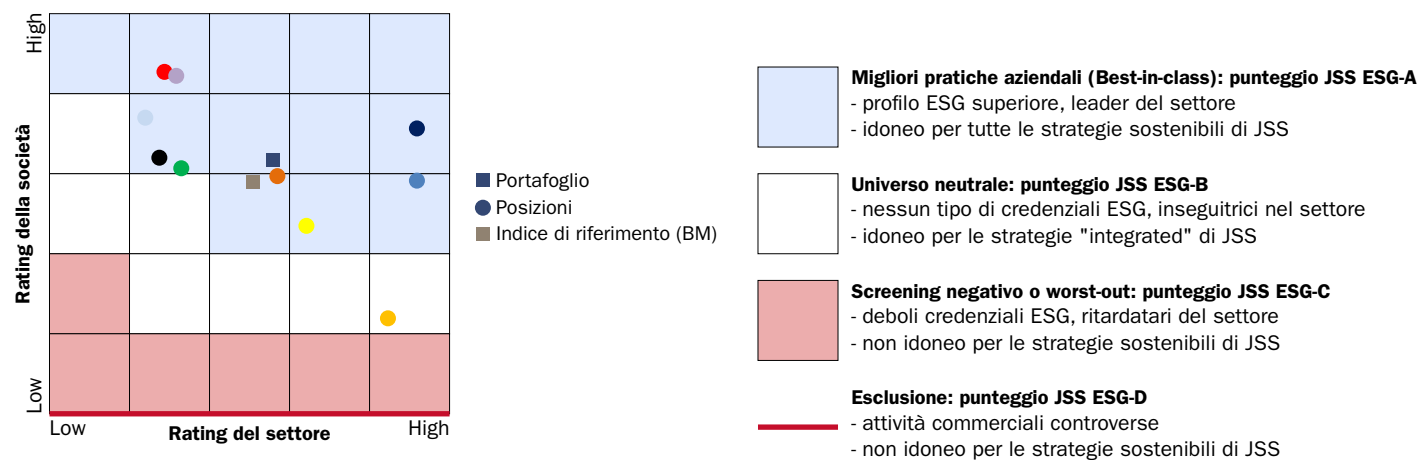 High
Rating della società
Low
Low
Rating del settore
High
Portafoglio
Posizioni
Indice di riferimento (BM)
Migliori pratiche aziendali (Best-in-class): punteggio JSS ESG-A
- profilo ESG superiore, leader del settore
- idoneo per tutte le strategie sostenibili di JSS
Universo neutrale: punteggio JSS ESG-B
- nessun tipo di credenziali ESG, inseguitrici nel settore
- idoneo per le strategie "integrated" di JSS
Screening negativo o worst-out: punteggio JSS ESG-C
- deboli credenziali ESG, ritardatari del settore
- non idoneo per le strategie sostenibili di JSS
Esclusione: punteggio JSS ESG-D
- attività commerciali controverse
- non idoneo per le strategie sostenibili di JSS